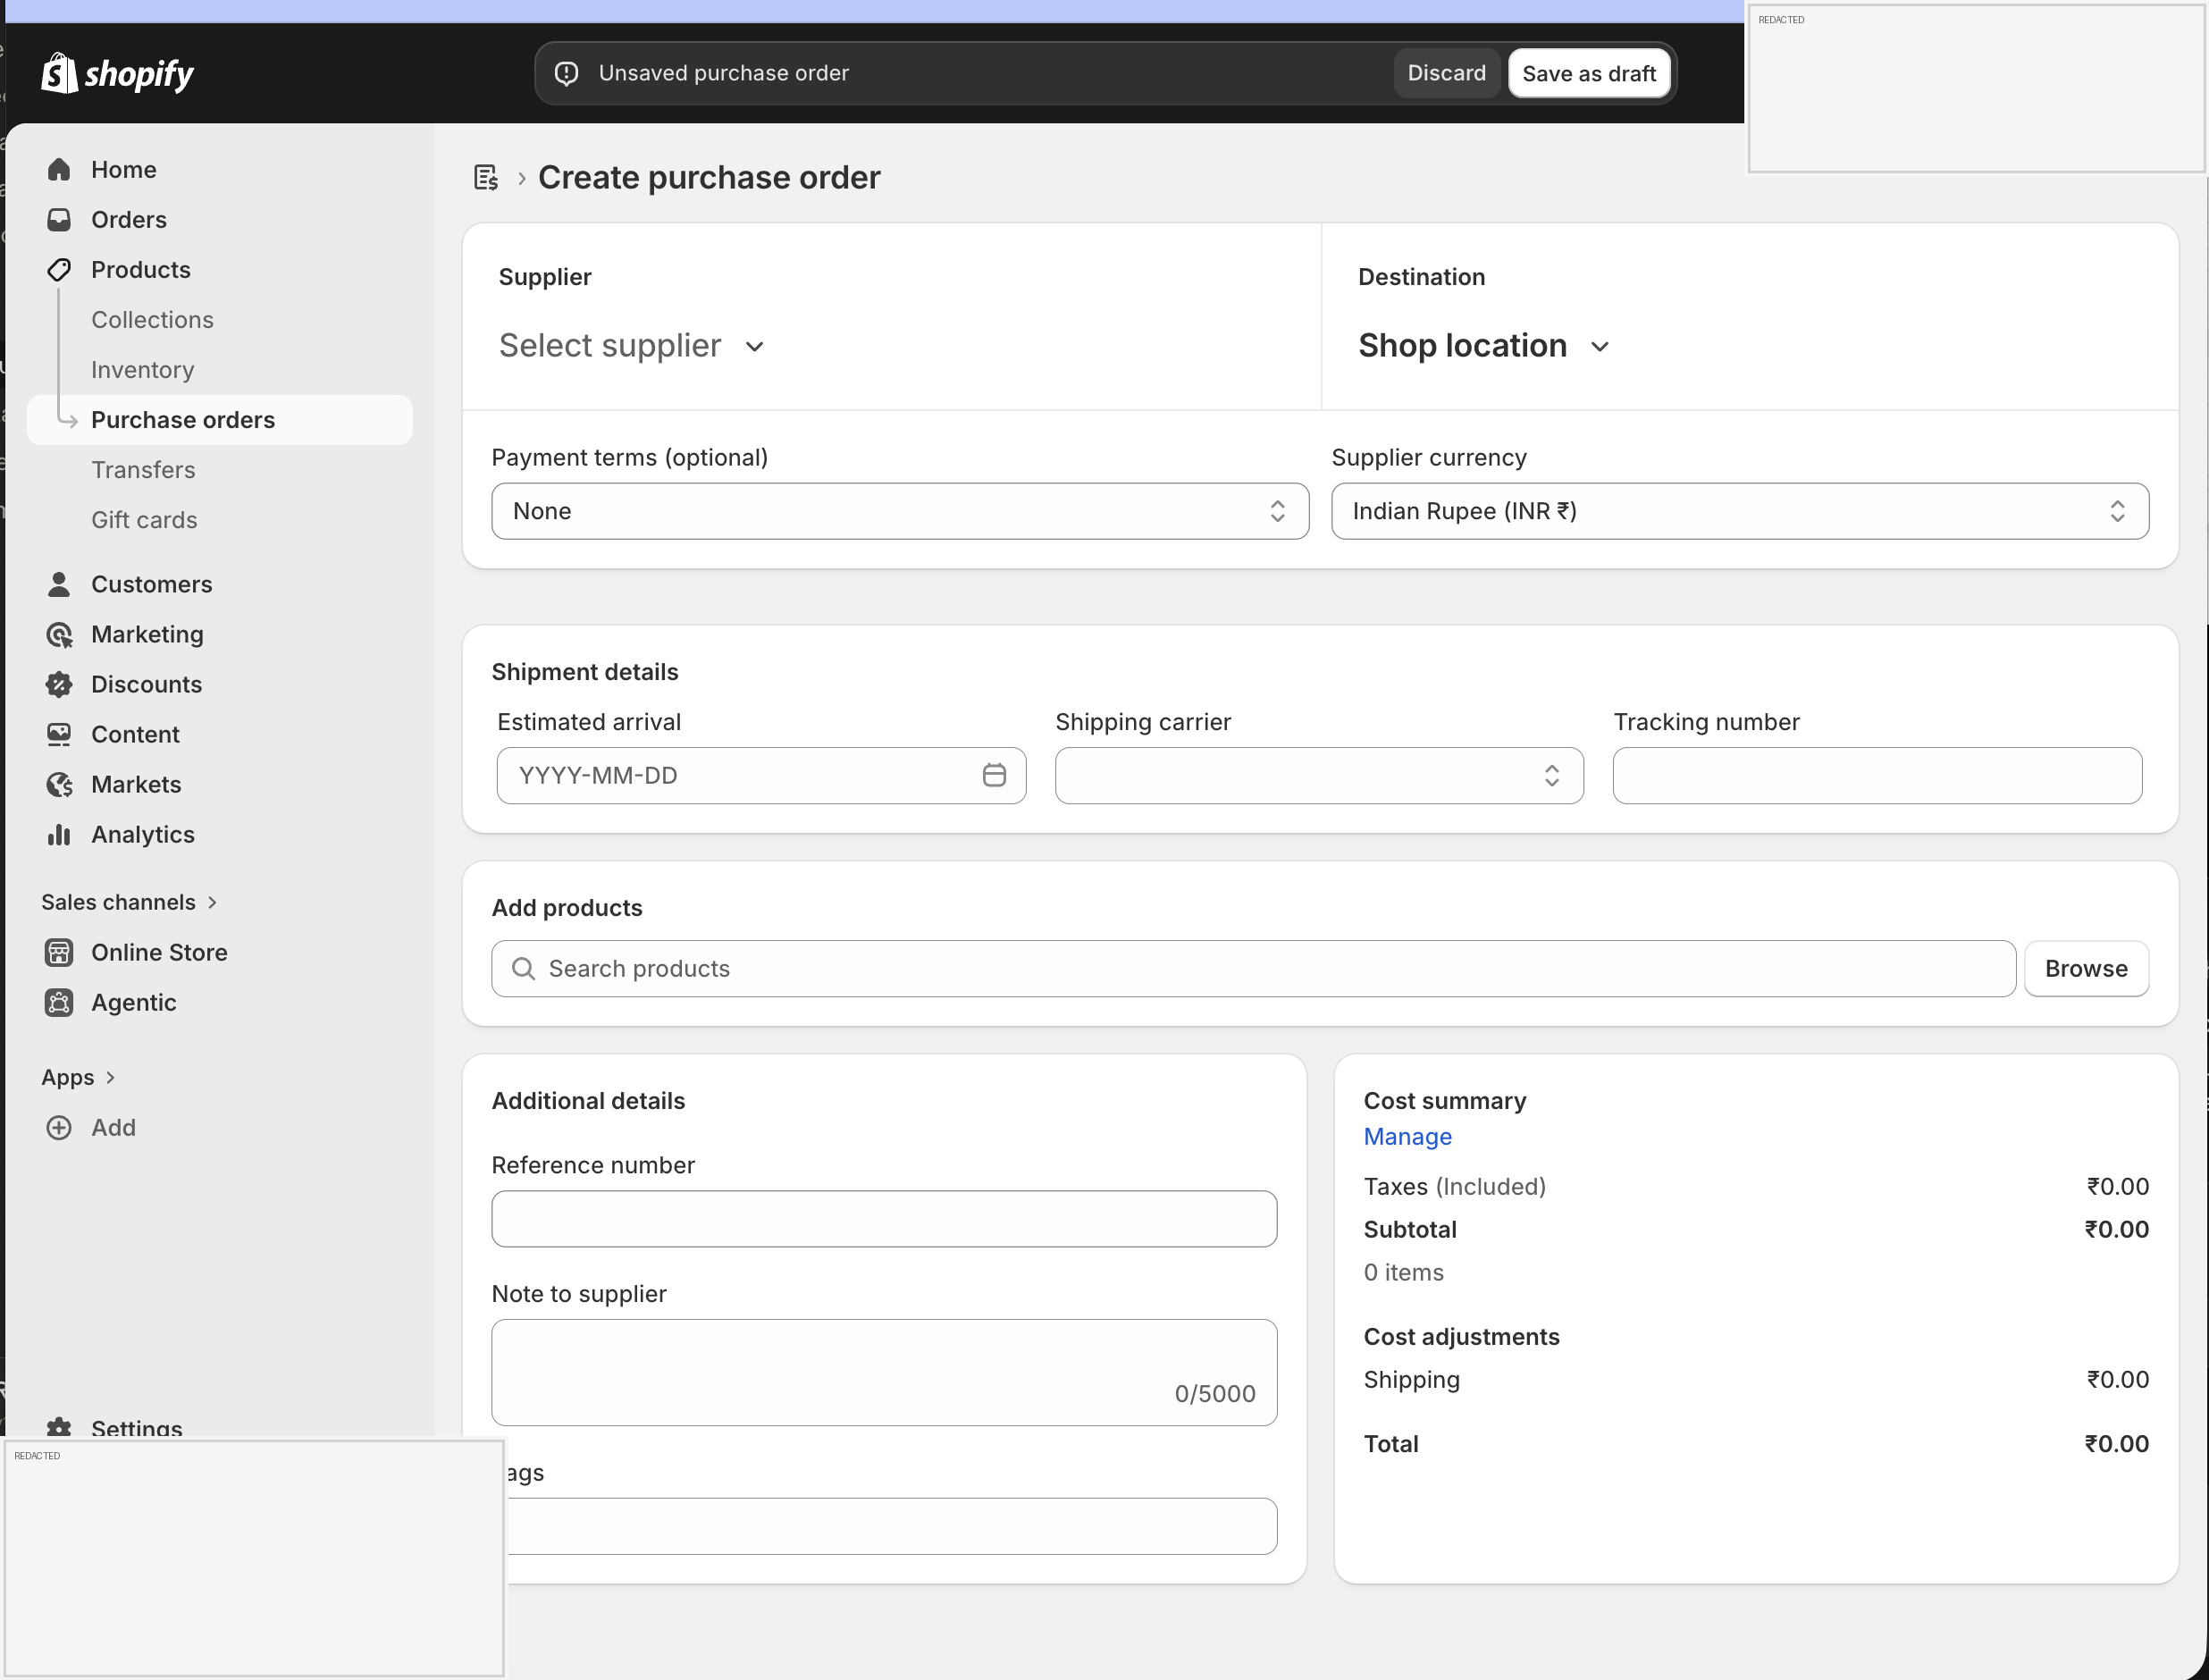 REDACTED
shopify
Unsaved purchase order
Discard
Save as draft
Home
Orders
Products
Collections
Inventory
Purchase orders
Transfers
Gift cards
Customers
Marketing
Discounts
Content
Markets
Analytics
Sales channels
Online Store
Agentic
Apps
Add
Settings
REDACTED
Create purchase order
Supplier
Select supplier
Destination
Shop location
Payment terms (optional)
None
Supplier currency
Indian Rupee (INR ₹)
Shipment details
Estimated arrival
YYYY-MM-DD
Shipping carrier
Tracking number
Add products
Search products
Browse
Additional details
Reference number
Note to supplier
0/5000
ags
Cost summary
Manage
Taxes (Included) ₹0.00
Subtotal ₹0.00
0 items
Cost adjustments
Shipping ₹0.00
Total ₹0.00